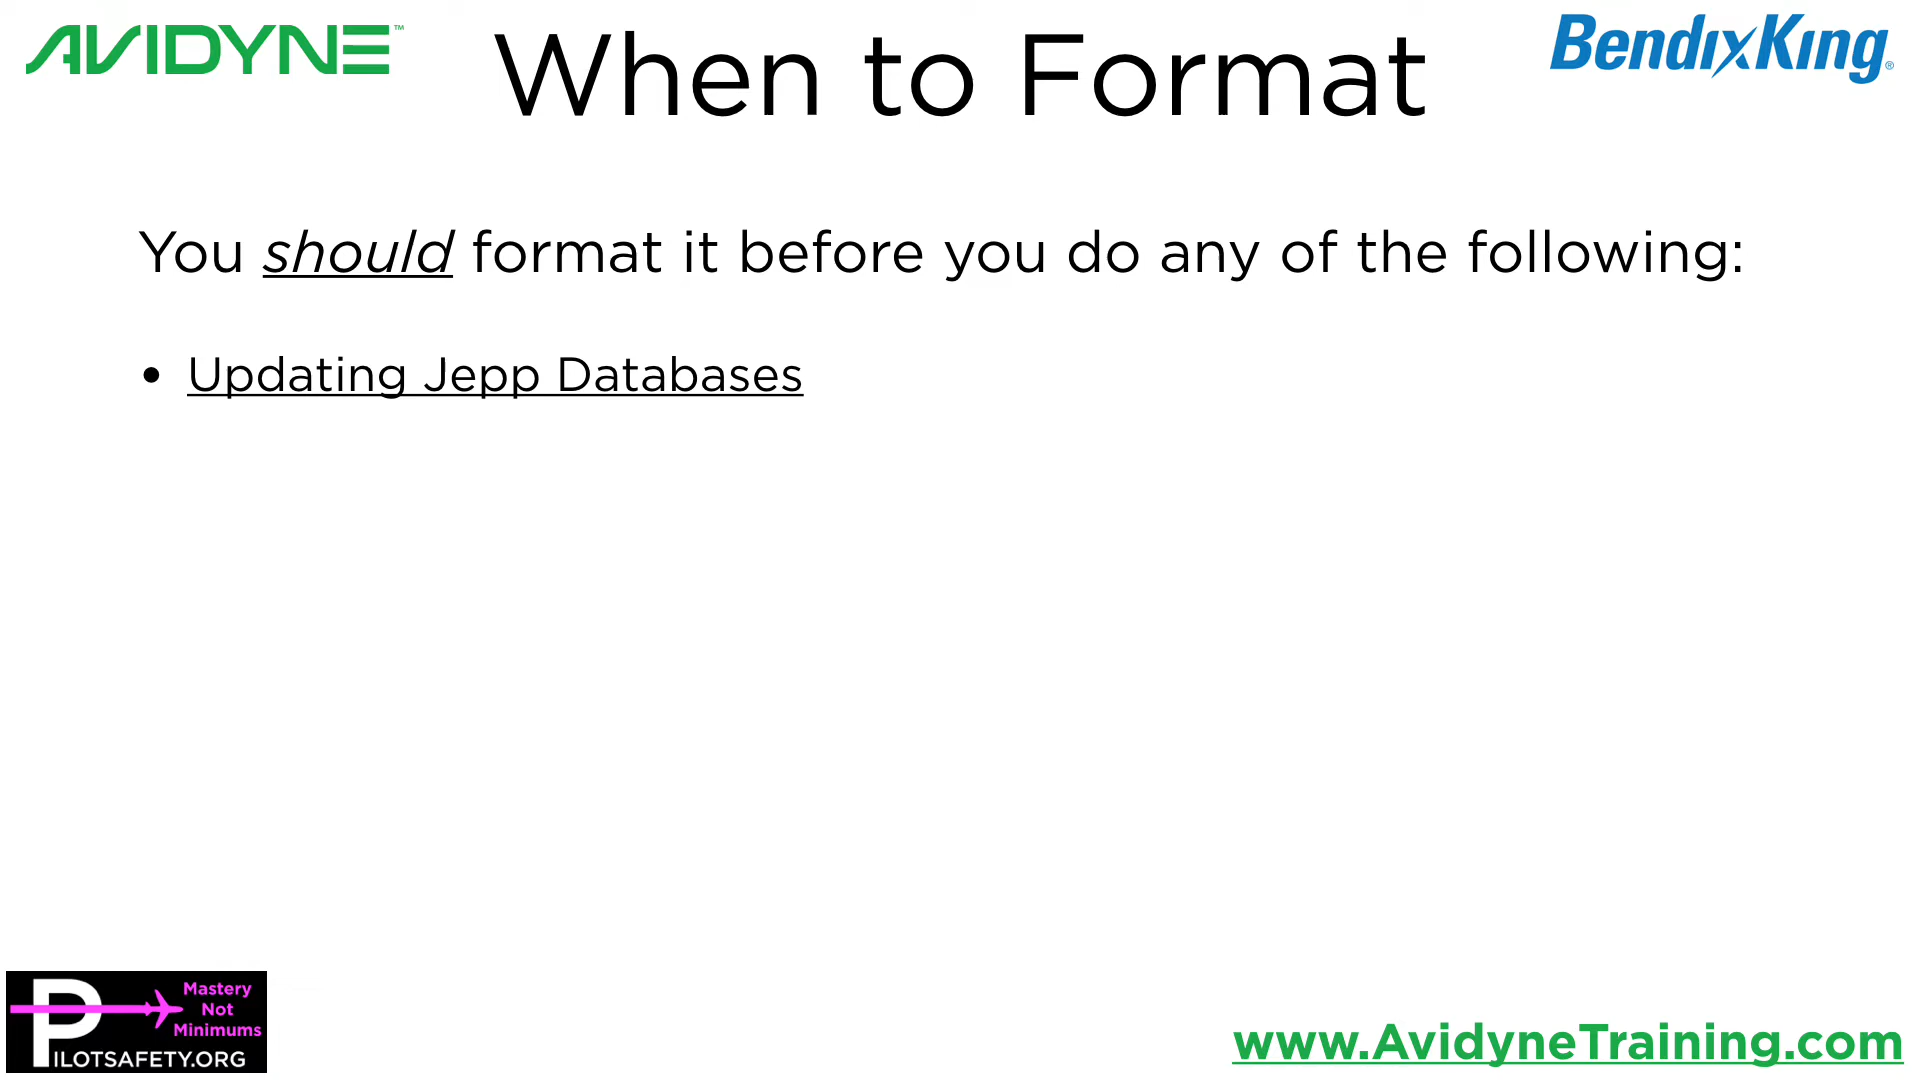 AVIDYNE™
When to Format
BendixKing®
You should format it before you do any of the following:
• Updating Jepp Databases
Mastery
Not
Minimums
PILOTSAFETY.ORG
www.AvidyneTraining.com